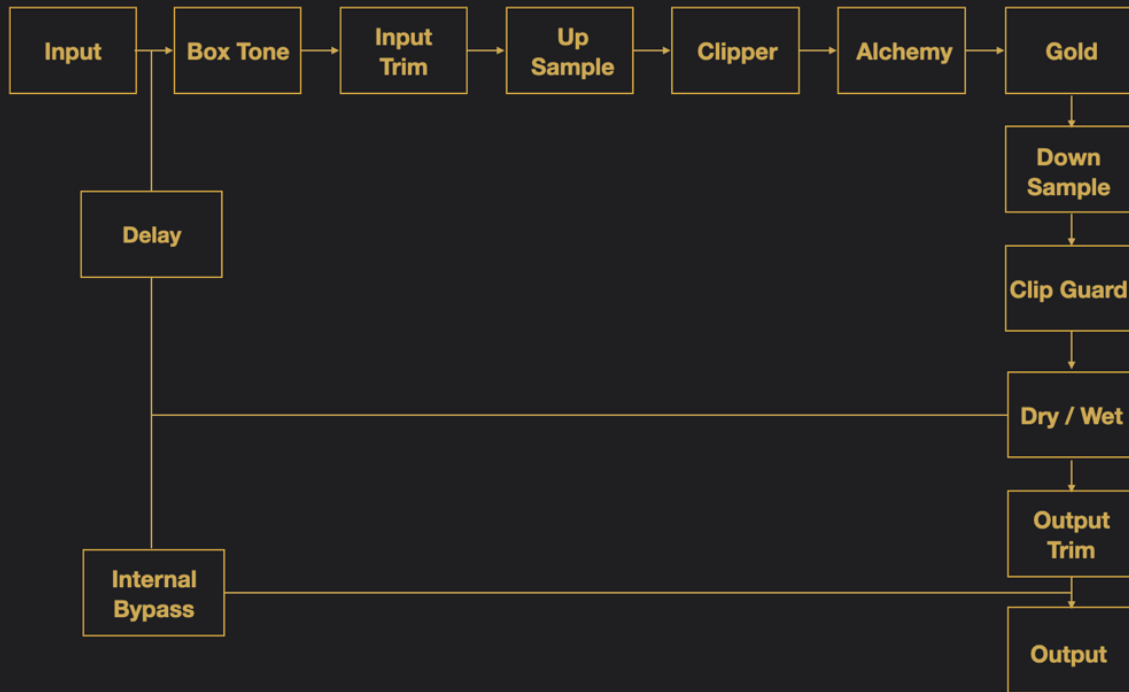 Input
Box Tone
Input
Trim
Up
Sample
Clipper
Alchemy
Gold
Down
Sample
Delay
Clip Guard
Dry / Wet
Output
Trim
Internal
Bypass
Output